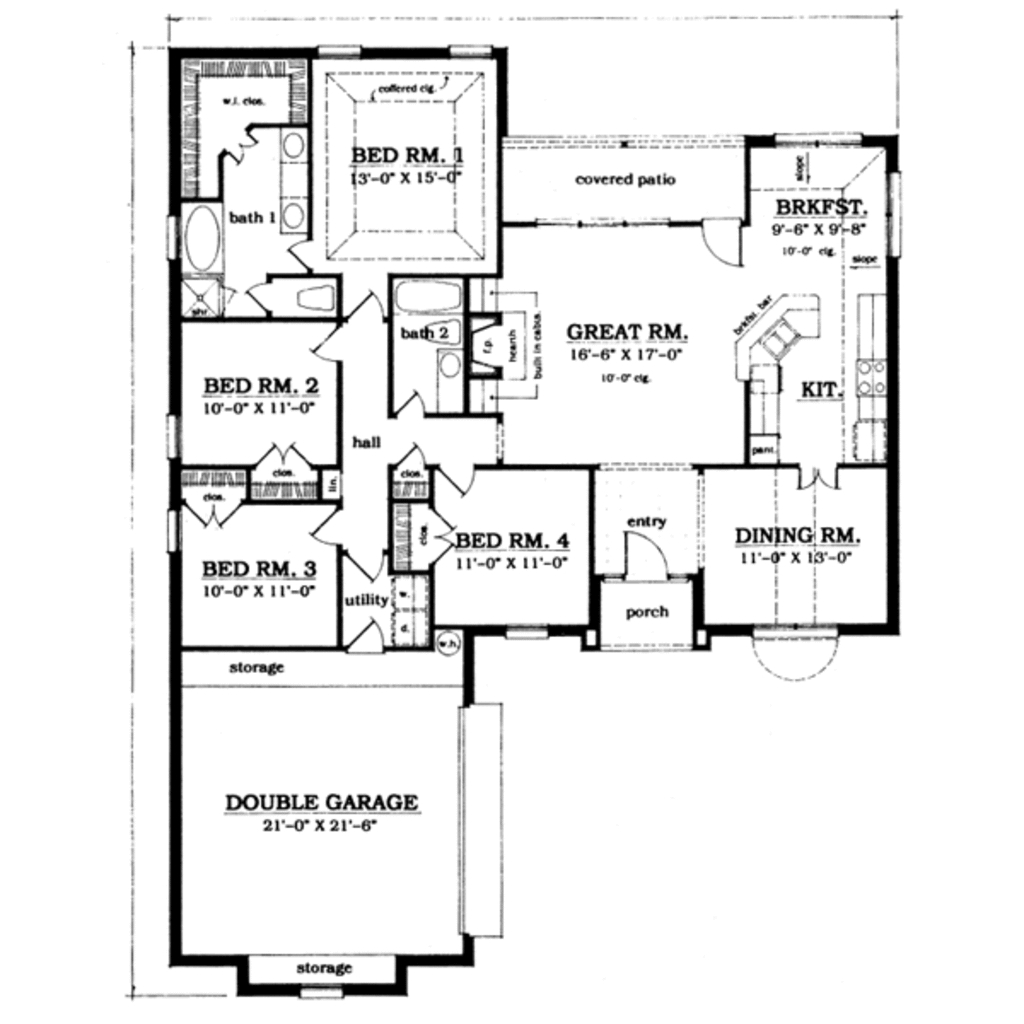 coffered clg.
w.i. clos.
BED RM. 1
13'-0" X 15'-0"
covered patio
slope
BRKFST.
9'-6" X 9'-8"
10'-0" clg.
slope
bath 1
shr.
bath 2
f.p.
hearth
built in cabis.
GREAT RM.
16'-6" X 17'-0"
10'-0" clg.
brkfst. bar
KIT.
pant.
BED RM. 2
10'-0" X 11'-0"
hall
clos.
lin.
clos.
clos.
clos.
entry
BED RM. 4
11'-0" X 11'-0"
DINING RM.
11'-0" X 13'-0"
BED RM. 3
10'-0" X 11'-0"
utility
w.
D.
porch
w.h.
storage
DOUBLE GARAGE
21'-0" X 21'-6"
storage